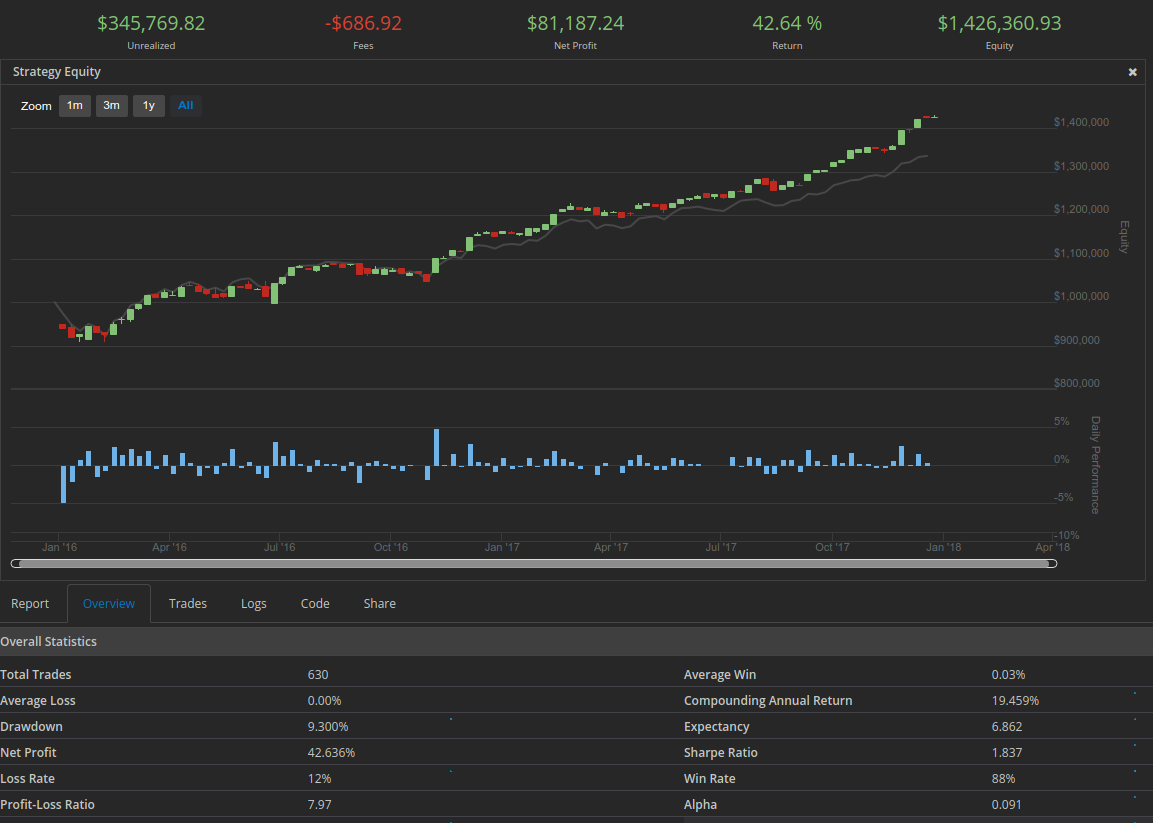 $345,769.82 -$686.92 $81,187.24 42.64 % $1,426,360.93
Unrealized Fees Net Profit Return Equity
Strategy Equity ×
Zoom 1m 3m 1y All
$1,400,000
$1,300,000
$1,200,000
Equity
$1,100,000
$1,000,000
$900,000
$800,000
5%
0%
-5%
-10%
Daily Performance
Jan '16 Apr '16 Jul '16 Oct '16 Jan '17 Apr '17 Jul '17 Oct '17 Jan '18 Apr '18
Report Overview Trades Logs Code Share
Overall Statistics
Total Trades 630 Average Win 0.03%
Average Loss 0.00% Compounding Annual Return 19.459%
Drawdown 9.300% Expectancy 6.862
Net Profit 42.636% Sharpe Ratio 1.837
Loss Rate 12% Win Rate 88%
Profit-Loss Ratio 7.97 Alpha 0.091